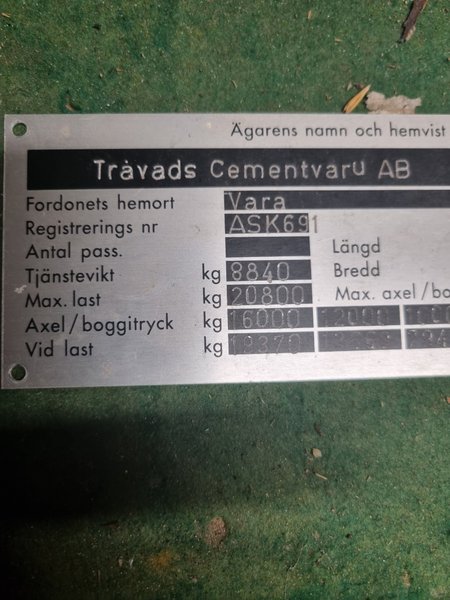 Ägarens namn och hemvist
Tråvads Cementvaru AB
Fordonets hemort Vara
Registrerings nr ASK691
Antal pass. Längd
Tjänstevikt kg 8840 Bredd
Max. last kg 20800 Max. axel/bo
Axel/boggitryck kg 16000 12000
Vid last kg